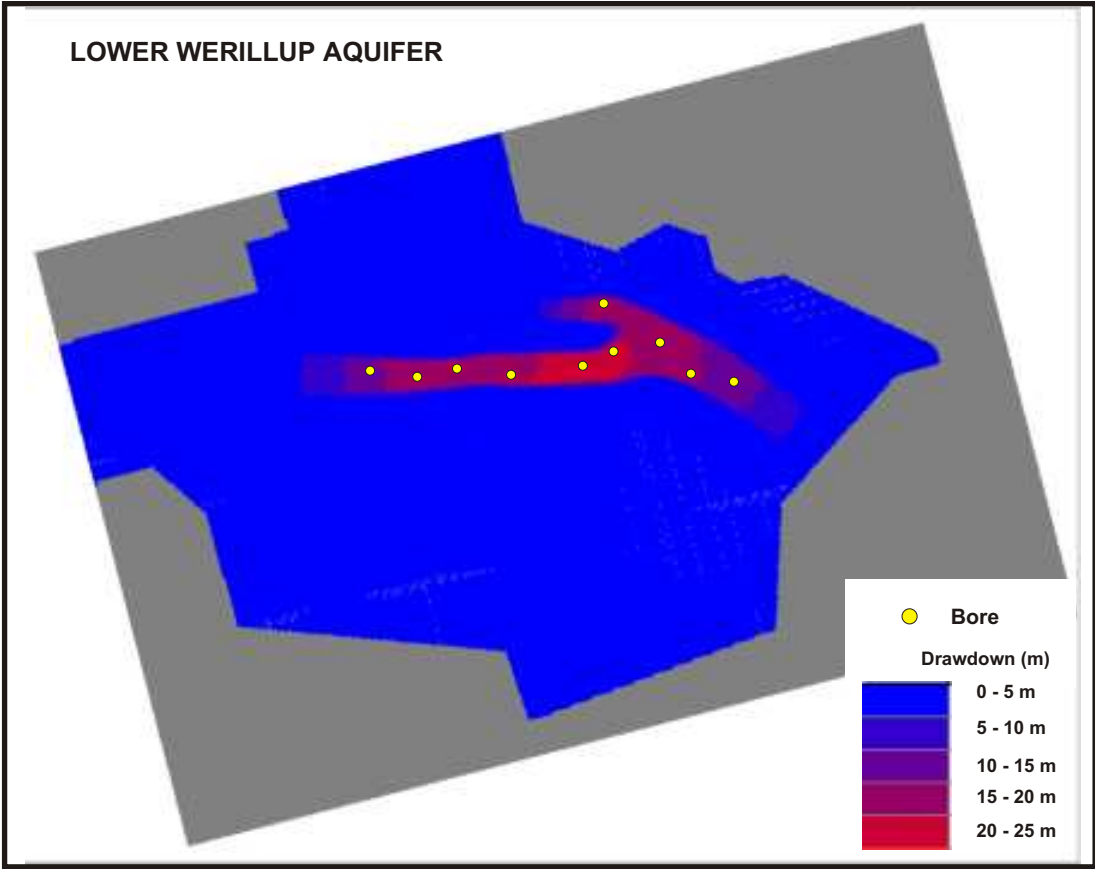 LOWER WERILLUP AQUIFER
Bore
Drawdown (m)
0 - 5 m
5 - 10 m
10 - 15 m
15 - 20 m
20 - 25 m